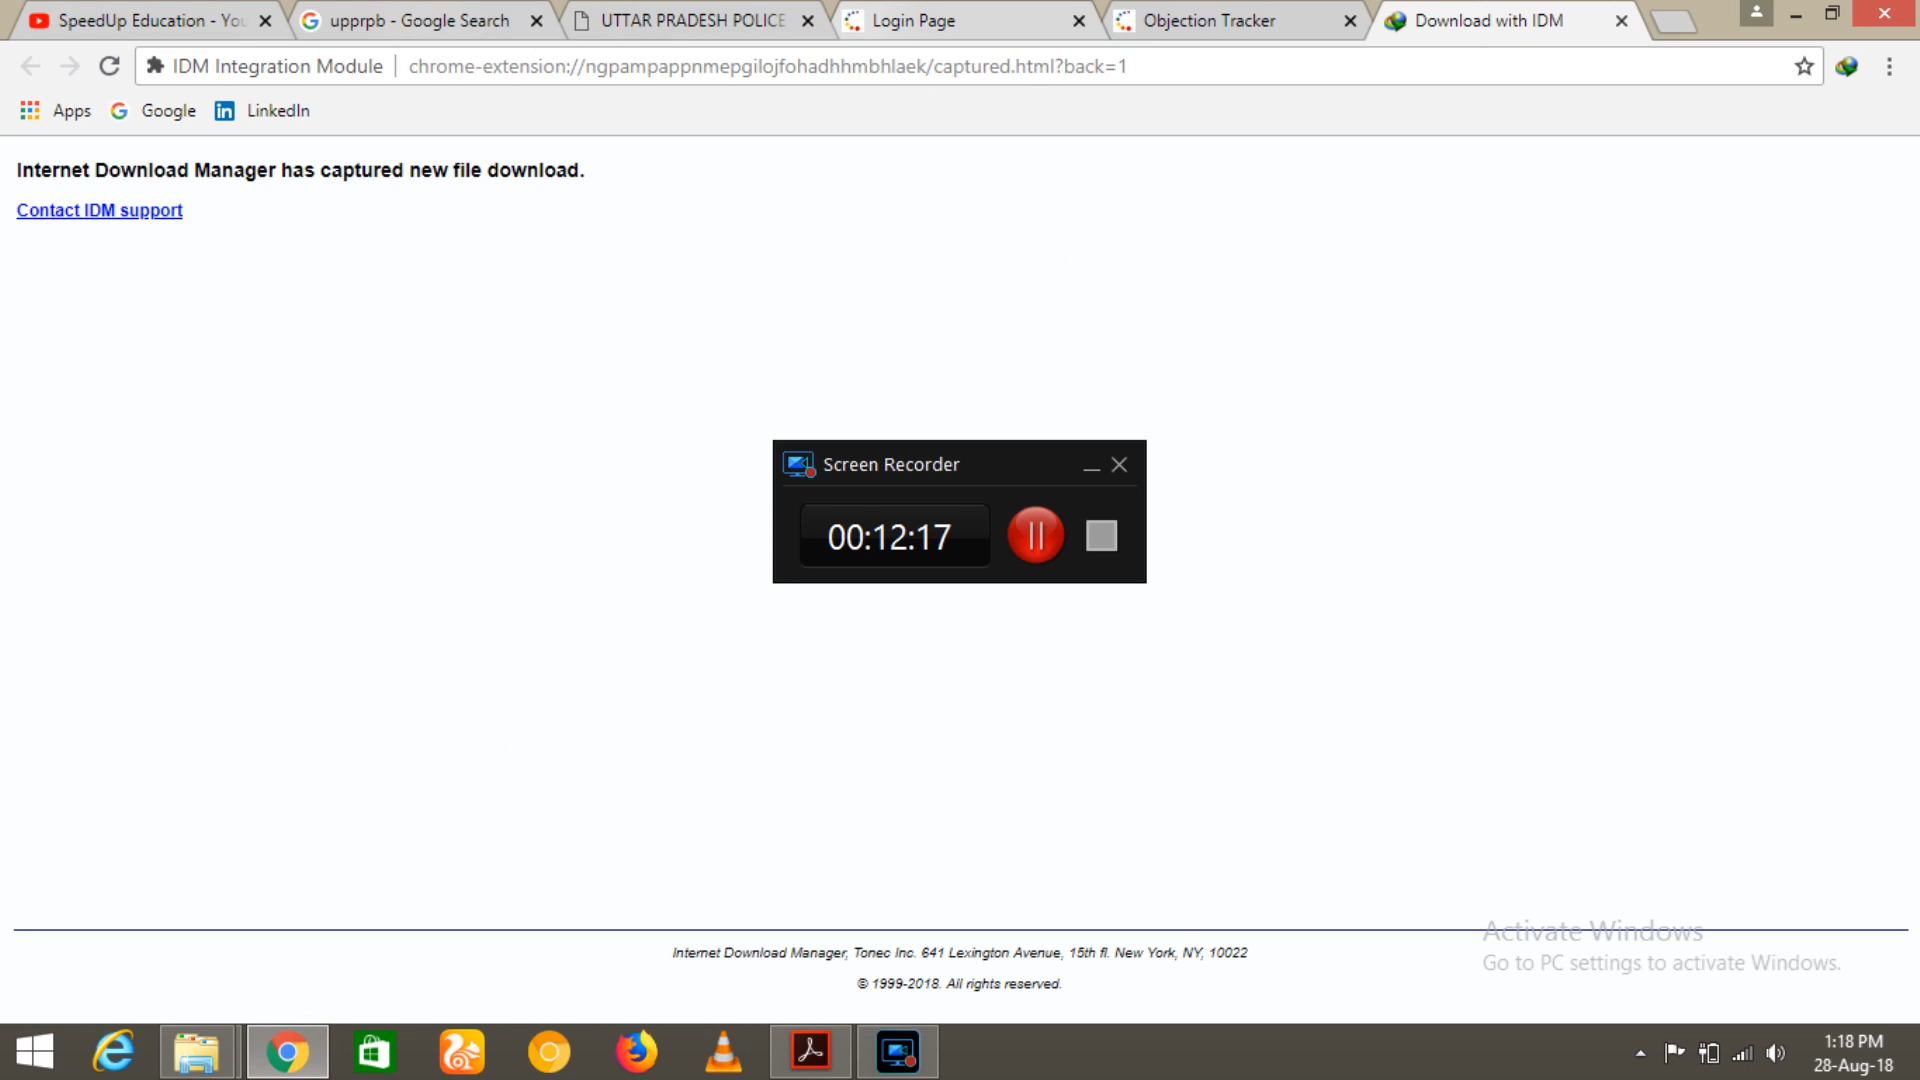 SpeedUp Education - You
upprpb - Google Search
UTTAR PRADESH POLICE
Login Page
Objection Tracker
Download with IDM
IDM Integration Module
chrome-extension://ngpampappnmepgilojfohadhhmbhlaek/captured.html?back=1
Apps
Google
LinkedIn
Internet Download Manager has captured new file download.
Contact IDM support
Screen Recorder
00:12:17
Internet Download Manager, Tonec Inc. 641 Lexington Avenue, 15th fl. New York, NY, 10022
© 1999-2018. All rights reserved.
Activate Windows
Go to PC settings to activate Windows.
1:18 PM
28-Aug-18